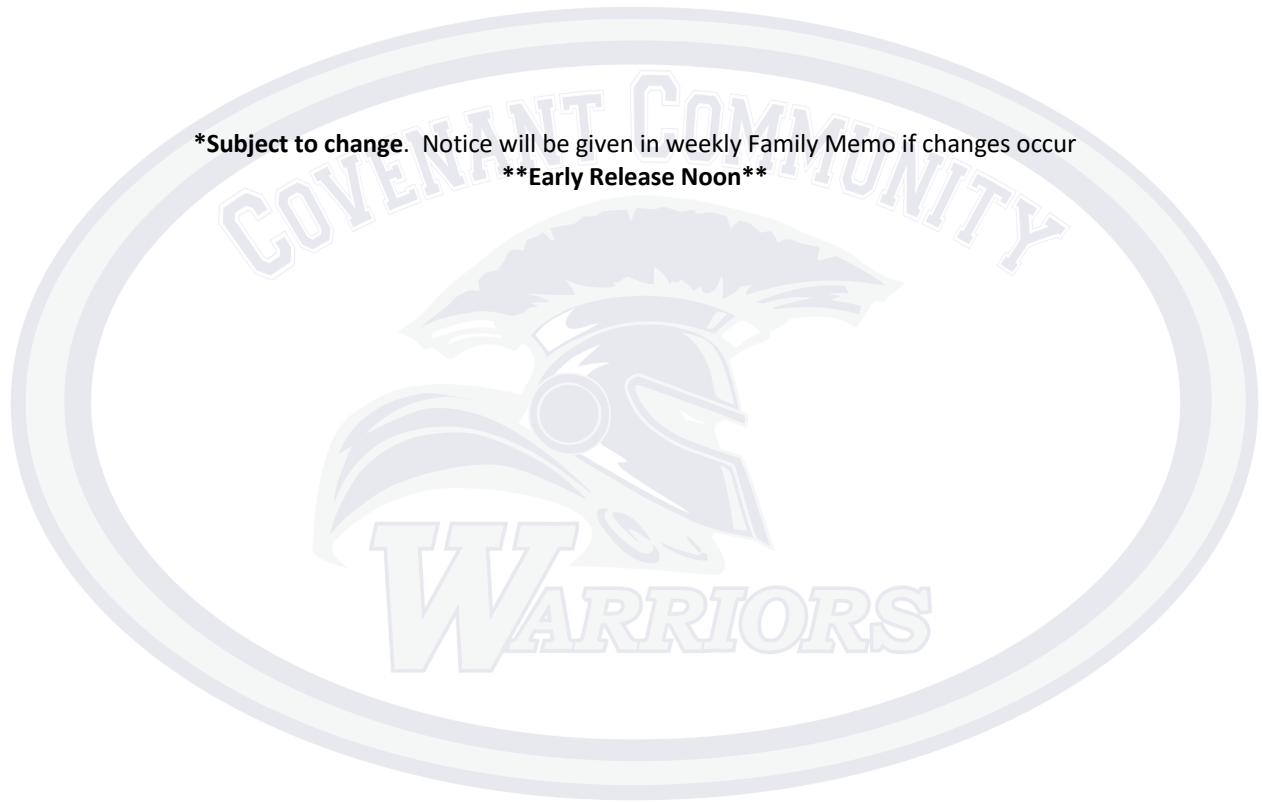 COVENANT COMMUNITY
*Subject to change.  Notice will be given in weekly Family Memo if changes occur
**Early Release Noon**
WARRIORS